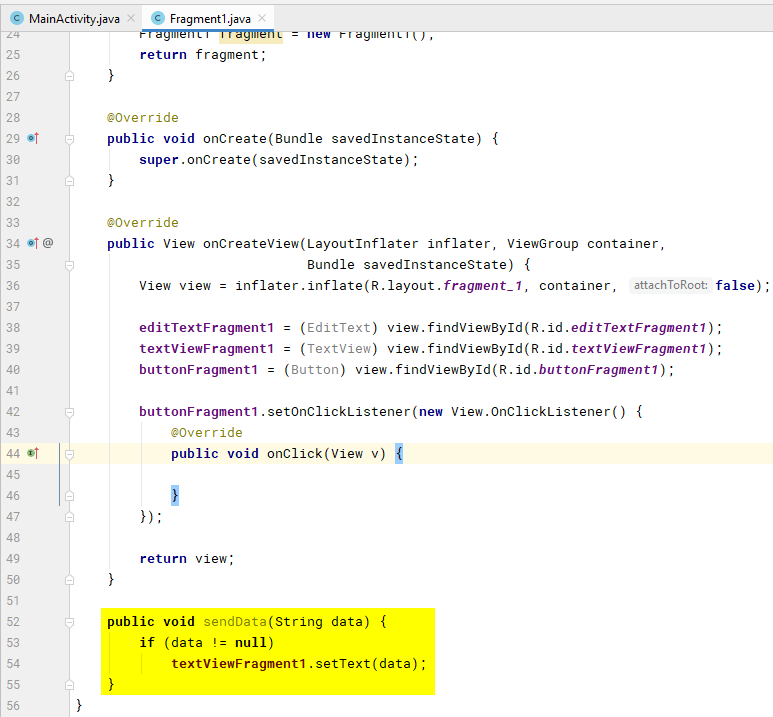 MainActivity.java Fragment1.java
24 Fragment1 fragment = new Fragment1();
25 return fragment;
26 }
27
28 @Override
29 public void onCreate(Bundle savedInstanceState) {
30 super.onCreate(savedInstanceState);
31 }
32
33 @Override
34 @ public View onCreateView(LayoutInflater inflater, ViewGroup container,
35 Bundle savedInstanceState) {
36 View view = inflater.inflate(R.layout.fragment_1, container, attachToRoot: false);
37
38 editTextFragment1 = (EditText) view.findViewById(R.id.editTextFragment1);
39 textViewFragment1 = (TextView) view.findViewById(R.id.textViewFragment1);
40 buttonFragment1 = (Button) view.findViewById(R.id.buttonFragment1);
41
42 buttonFragment1.setOnClickListener(new View.OnClickListener() {
43 @Override
44 public void onClick(View v) {
45
46 }
47 });
48
49 return view;
50 }
51
52 public void sendData(String data) {
53 if (data != null)
54 textViewFragment1.setText(data);
55 }
56 }